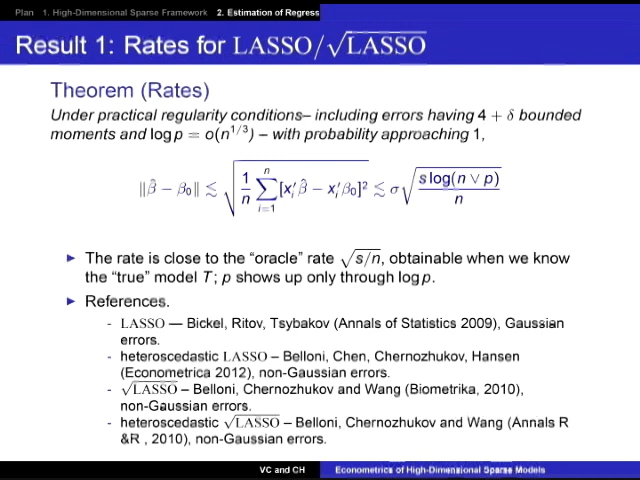 Plan 1. High-Dimensional Sparse Framework 2. Estimation of Regress
Result 1: Rates for LASSO/√LASSO
Theorem (Rates)
Under practical regularity conditions– including errors having 4 + δ bounded
moments and log p = o(n^{1/3}) – with probability approaching 1,
‖β̂ − β₀‖ ≲ √(1/n ∑_{i=1}^{n} [x_i′β̂ − x_i′β₀]²) ≲ σ√(s log(n ∨ p)/n)
► The rate is close to the “oracle” rate √s/n, obtainable when we know
the “true” model T; p shows up only through log p.
► References.
- LASSO — Bickel, Ritov, Tsybakov (Annals of Statistics 2009), Gaussian
errors.
- heteroscedastic LASSO – Belloni, Chen, Chernozhukov, Hansen
(Econometrica 2012), non-Gaussian errors.
- √LASSO – Belloni, Chernozhukov and Wang (Biometrika, 2010),
non-Gaussian errors.
- heteroscedastic √LASSO – Belloni, Chernozhukov and Wang (Annals R
&R , 2010), non-Gaussian errors.
VC and CH Econometrics of High-Dimensional Sparse Models